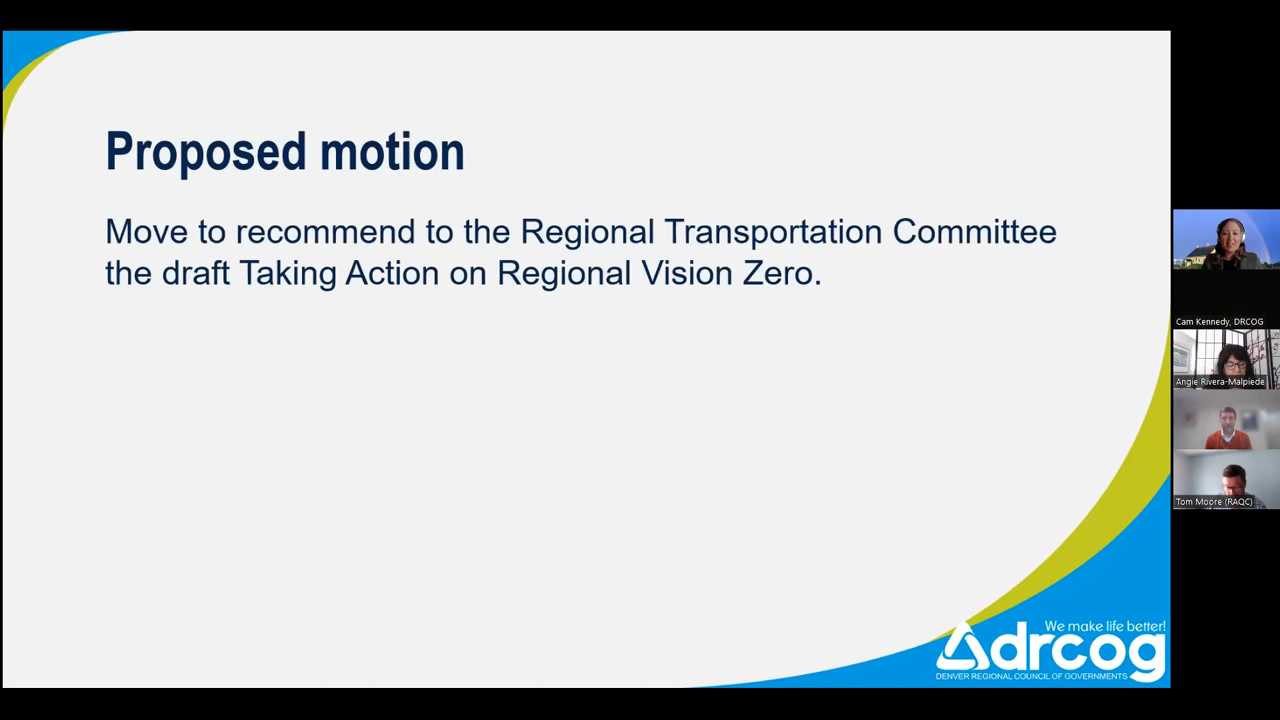 Proposed motion
Move to recommend to the Regional Transportation Committee
the draft Taking Action on Regional Vision Zero.
Cam Kennedy, DRCOG
Angie Rivera-Malpiede
Tom Moore (RAQC)
We make life better!
drcog
DENVER REGIONAL COUNCIL OF GOVERNMENTS